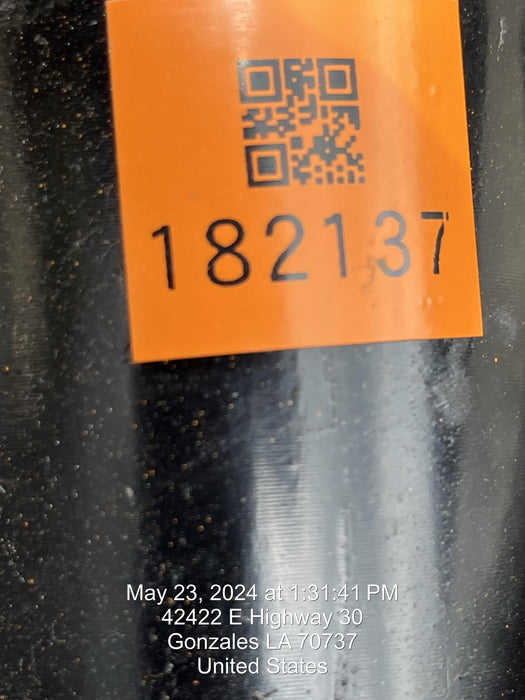 182137
May 23, 2024 at 1:31:41 PM
42422 E Highway 30
Gonzales LA 70737
United States